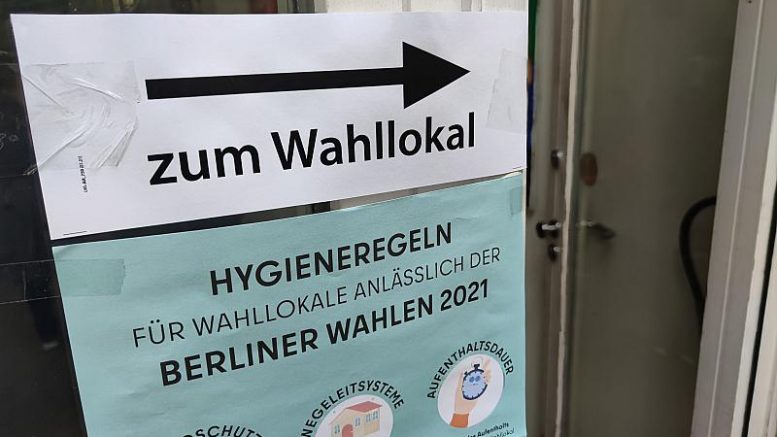 zum Wahllokal
HYGIENEREGELN
FÜR WAHLLOKALE ANLÄSSLICH DER
BERLINER WAHLEN 2021
AUFENTHALTSDAUER